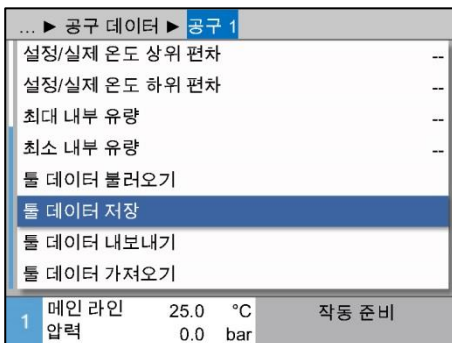 ... ▶ 공구 데이터 ▶ 공구 1
설정/실제 온도 상위 편차 --
설정/실제 온도 하위 편차 --
최대 내부 유량 --
최소 내부 유량 --
툴 데이터 불러오기
툴 데이터 저장
툴 데이터 내보내기
툴 데이터 가져오기
1 메인 라인 25.0 °C 작동 준비
압력 0.0 bar